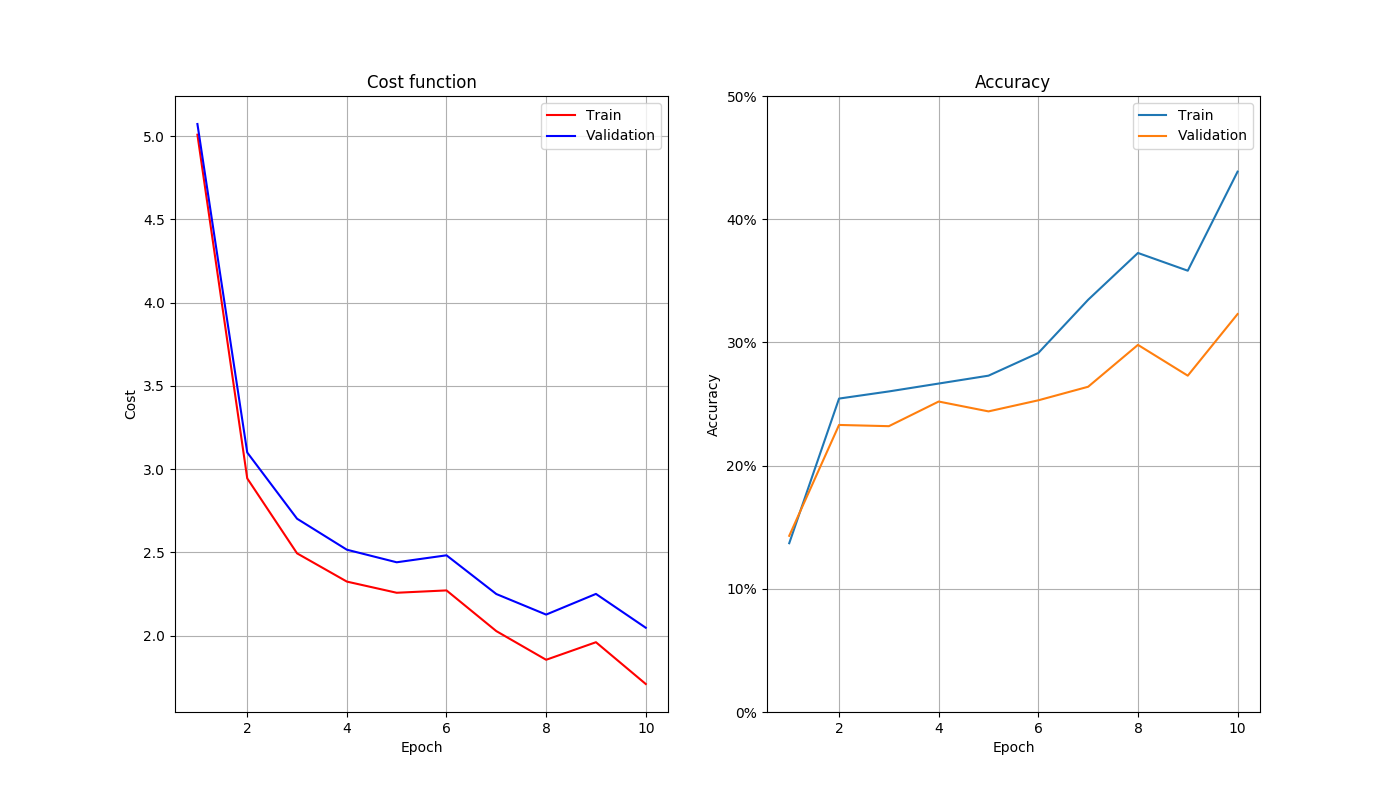 Cost function
Train
Validation
5.0
4.5
4.0
3.5
3.0
2.5
2.0
Cost
2 4 6 8 10
Epoch
Accuracy
Train
Validation
50%
40%
30%
20%
10%
0%
Accuracy
2 4 6 8 10
Epoch